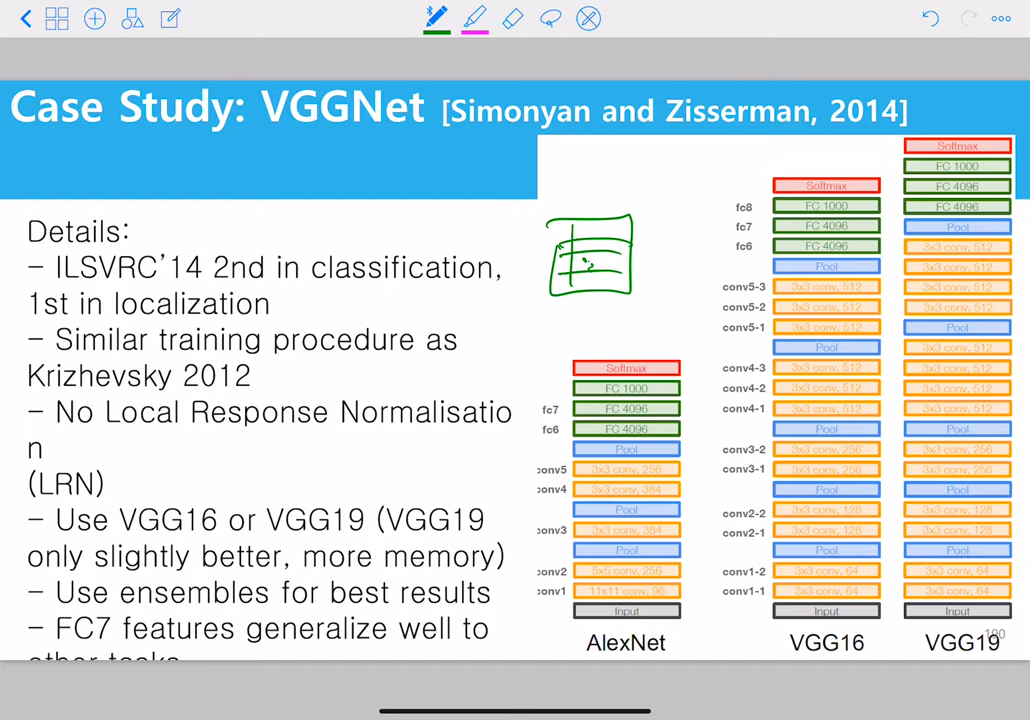 Case Study: VGGNet [Simonyan and Zisserman, 2014]
Details:
– ILSVRC’14 2nd in classification,
1st in localization
– Similar training procedure as
Krizhevsky 2012
– No Local Response Normalisatio
n
(LRN)
– Use VGG16 or VGG19 (VGG19
only slightly better, more memory)
– Use ensembles for best results
– FC7 features generalize well to
other tasks
Softmax
FC 1000
fc7 FC 4096
fc6 FC 4096
Pool
conv5 3x3 conv, 256
conv4 3x3 conv, 384
Pool
conv3 3x3 conv, 384
Pool
conv2 5x5 conv, 256
conv1 11x11 conv, 96
Input
AlexNet
Softmax
fc8 FC 1000
fc7 FC 4096
fc6 FC 4096
Pool
conv5-3 3x3 conv, 512
conv5-2 3x3 conv, 512
conv5-1 3x3 conv, 512
Pool
conv4-3 3x3 conv, 512
conv4-2 3x3 conv, 512
conv4-1 3x3 conv, 512
Pool
conv3-2 3x3 conv, 256
conv3-1 3x3 conv, 256
Pool
conv2-2 3x3 conv, 128
conv2-1 3x3 conv, 128
Pool
conv1-2 3x3 conv, 64
conv1-1 3x3 conv, 64
Input
VGG16
Softmax
FC 1000
FC 4096
FC 4096
Pool
3x3 conv, 512
3x3 conv, 512
3x3 conv, 512
3x3 conv, 512
Pool
3x3 conv, 512
3x3 conv, 512
3x3 conv, 512
3x3 conv, 512
Pool
3x3 conv, 256
3x3 conv, 256
Pool
3x3 conv, 128
3x3 conv, 128
Pool
3x3 conv, 64
3x3 conv, 64
Input
VGG19